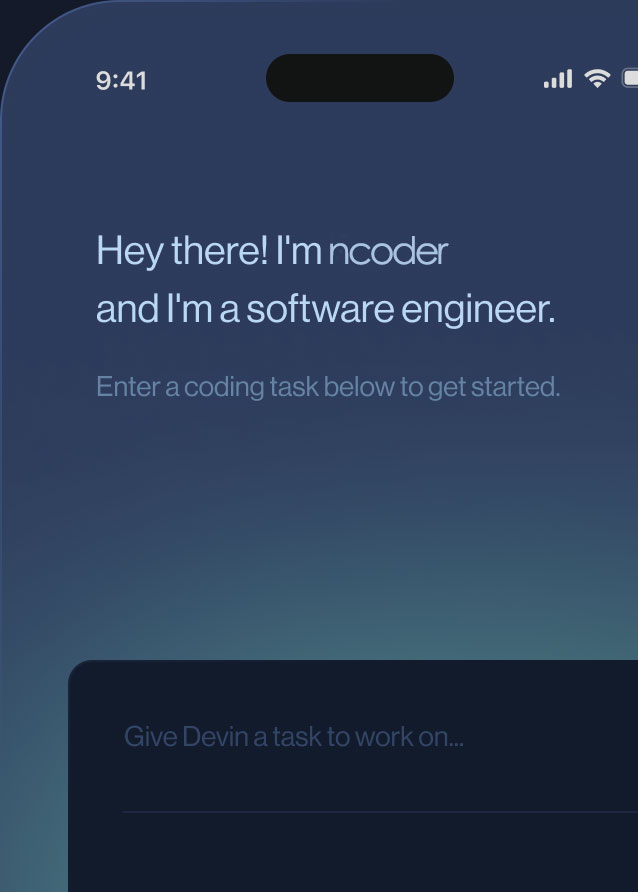 9:41
Hey there! I'm ncoder
and I'm a software engineer.
Enter a coding task below to get started.
Give Devin a task to work on...